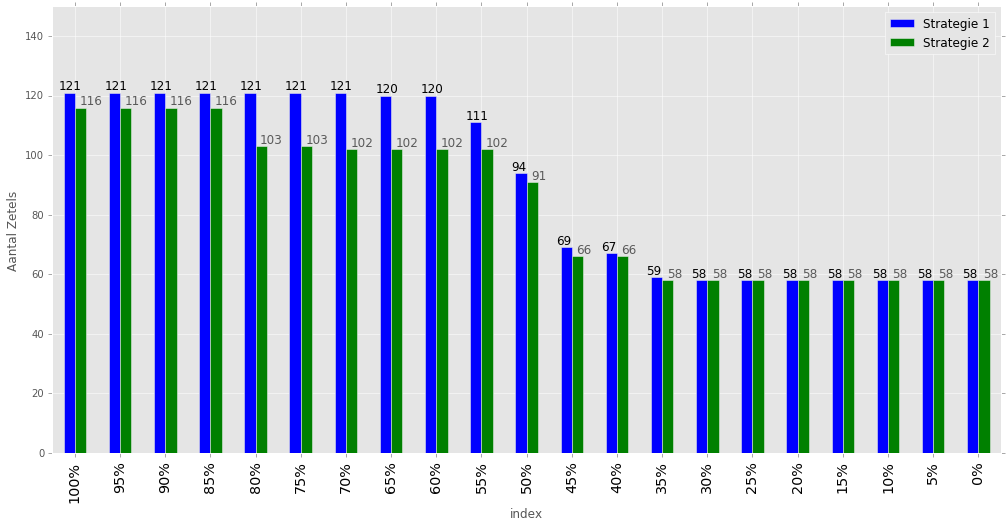 140
120
100
80
60
40
20
0
Aantal Zetels
Strategie 1
Strategie 2
121 121 121 121 121 121 121 120 120 111 94 69 67 59 58 58 58 58 58 58 58
116 116 116 116 103 103 102 102 102 102 91 66 66 58 58 58 58 58 58 58 58
100% 95% 90% 85% 80% 75% 70% 65% 60% 55% 50% 45% 40% 35% 30% 25% 20% 15% 10% 5% 0%
index